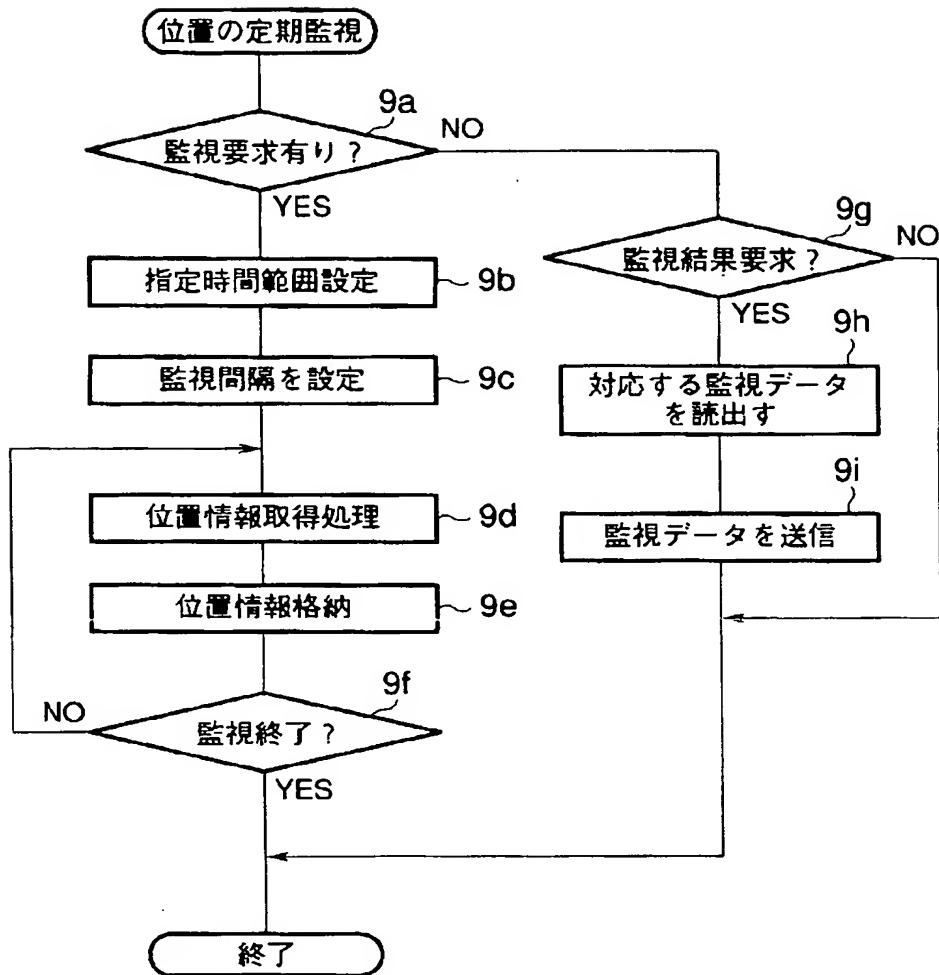 位置の定期監視
9a
監視要求有り?
NO
YES
指定時間範囲設定
9b
監視間隔を設定
9c
位置情報取得処理
9d
位置情報格納
9e
9f
監視終了?
NO
YES
9g
監視結果要求?
NO
YES
9h
対応する監視データ
を読出す
9i
監視データを送信
終了